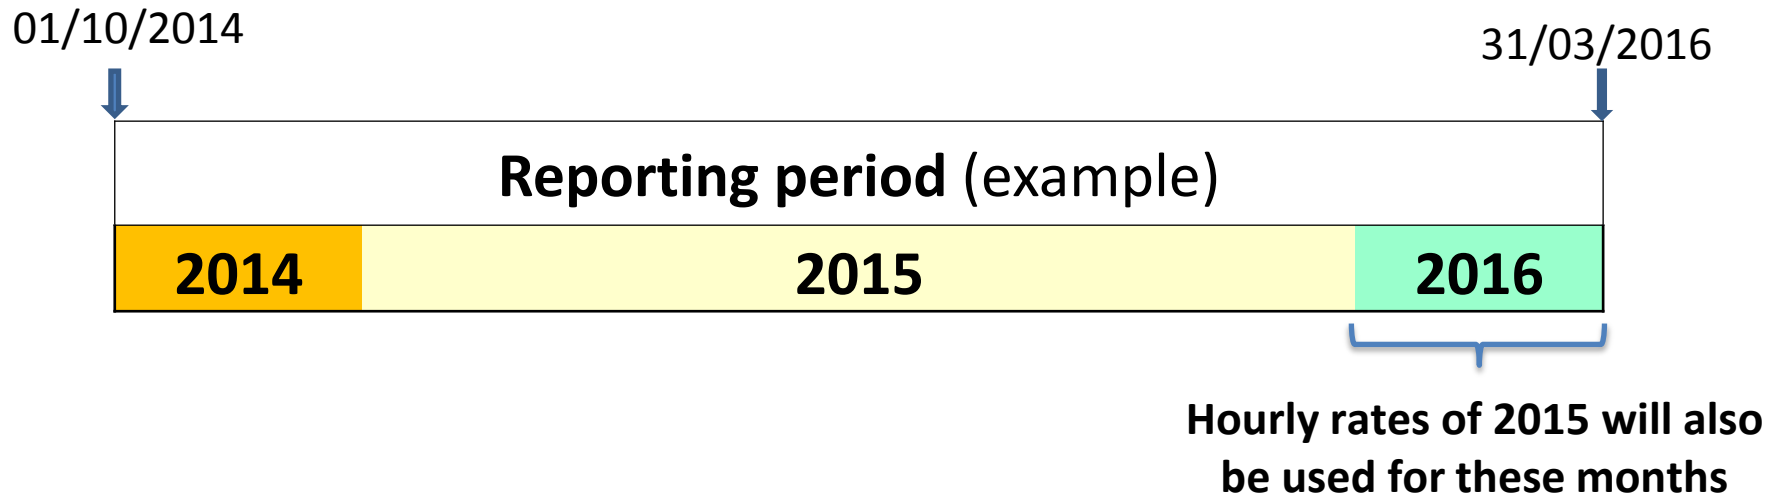 01/10/2014
31/03/2016
Reporting period (example)
2014
2015
2016
Hourly rates of 2015 will also
be used for these months